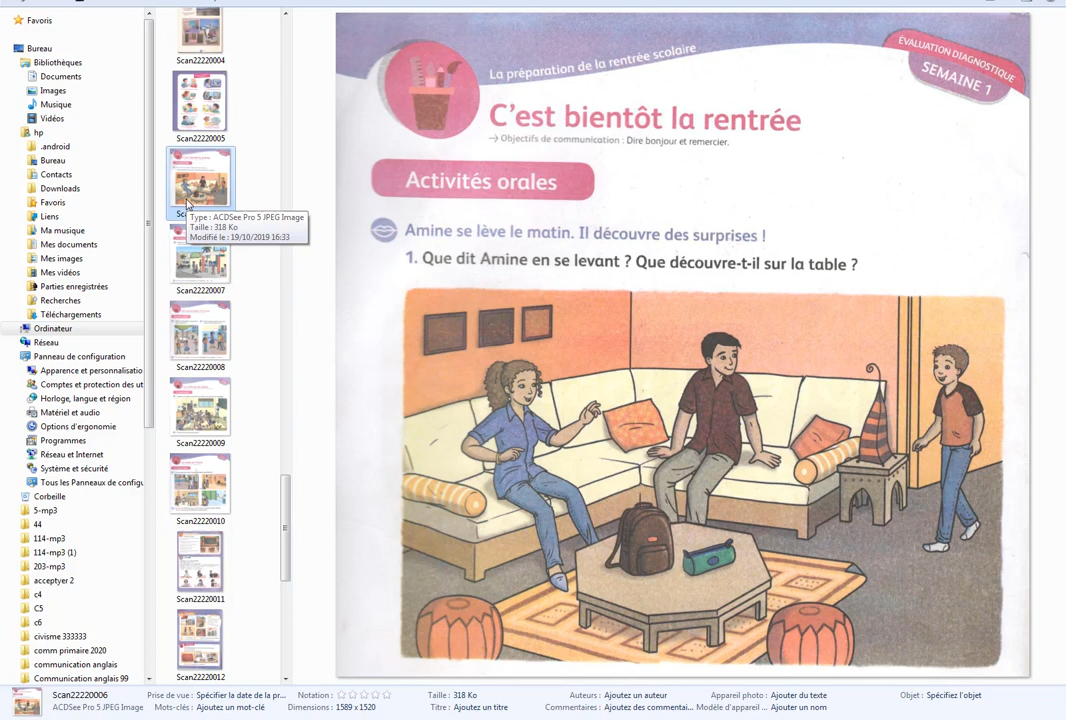 Favoris
Bureau
Bibliothèques
Documents
Images
Musique
Vidéos
hp
.android
Bureau
Contacts
Downloads
Favoris
Liens
Ma musique
Mes documents
Mes images
Mes vidéos
Parties enregistrées
Recherches
Téléchargements
Ordinateur
Réseau
Panneau de configuration
Apparence et personnalisatio
Comptes et protection des ut
Horloge, langue et région
Matériel et audio
Options d'ergonomie
Programmes
Réseau et Internet
Système et sécurité
Tous les Panneaux de configu
Corbeille
5-mp3
44
114-mp3
114-mp3 (1)
203-mp3
acceptyer 2
c4
C5
c6
civisme 333333
comm primaire 2020
communication anglais
Communication anglais 99
Scan22220004
Scan22220005
Type : ACDSee Pro 5 JPEG Image
Taille : 318 Ko
Modifié le : 19/10/2019 16:33
Scan22220007
Scan22220008
Scan22220009
Scan22220010
Scan22220011
Scan22220012
La préparation de la rentrée scolaire
ÉVALUATION DIAGNOSTIQUE
SEMAINE 1
C'est bientôt la rentrée
→ Objectifs de communication : Dire bonjour et remercier.
Activités orales
Amine se lève le matin. Il découvre des surprises !
1. Que dit Amine en se levant ? Que découvre-t-il sur la table ?
Scan22220006 Prise de vue : Spécifier la date de la pr... Notation : Taille : 318 Ko Auteurs : Ajoutez un auteur Appareil photo : Ajouter du texte Objet : Spécifiez l'objet
ACDSee Pro 5 JPEG Image Mots-clés : Ajoutez un mot-clé Dimensions : 1589 x 1520 Titre : Ajoutez un titre Commentaires : Ajoutez des commentai... Modèle d'appareil ... Ajouter un nom